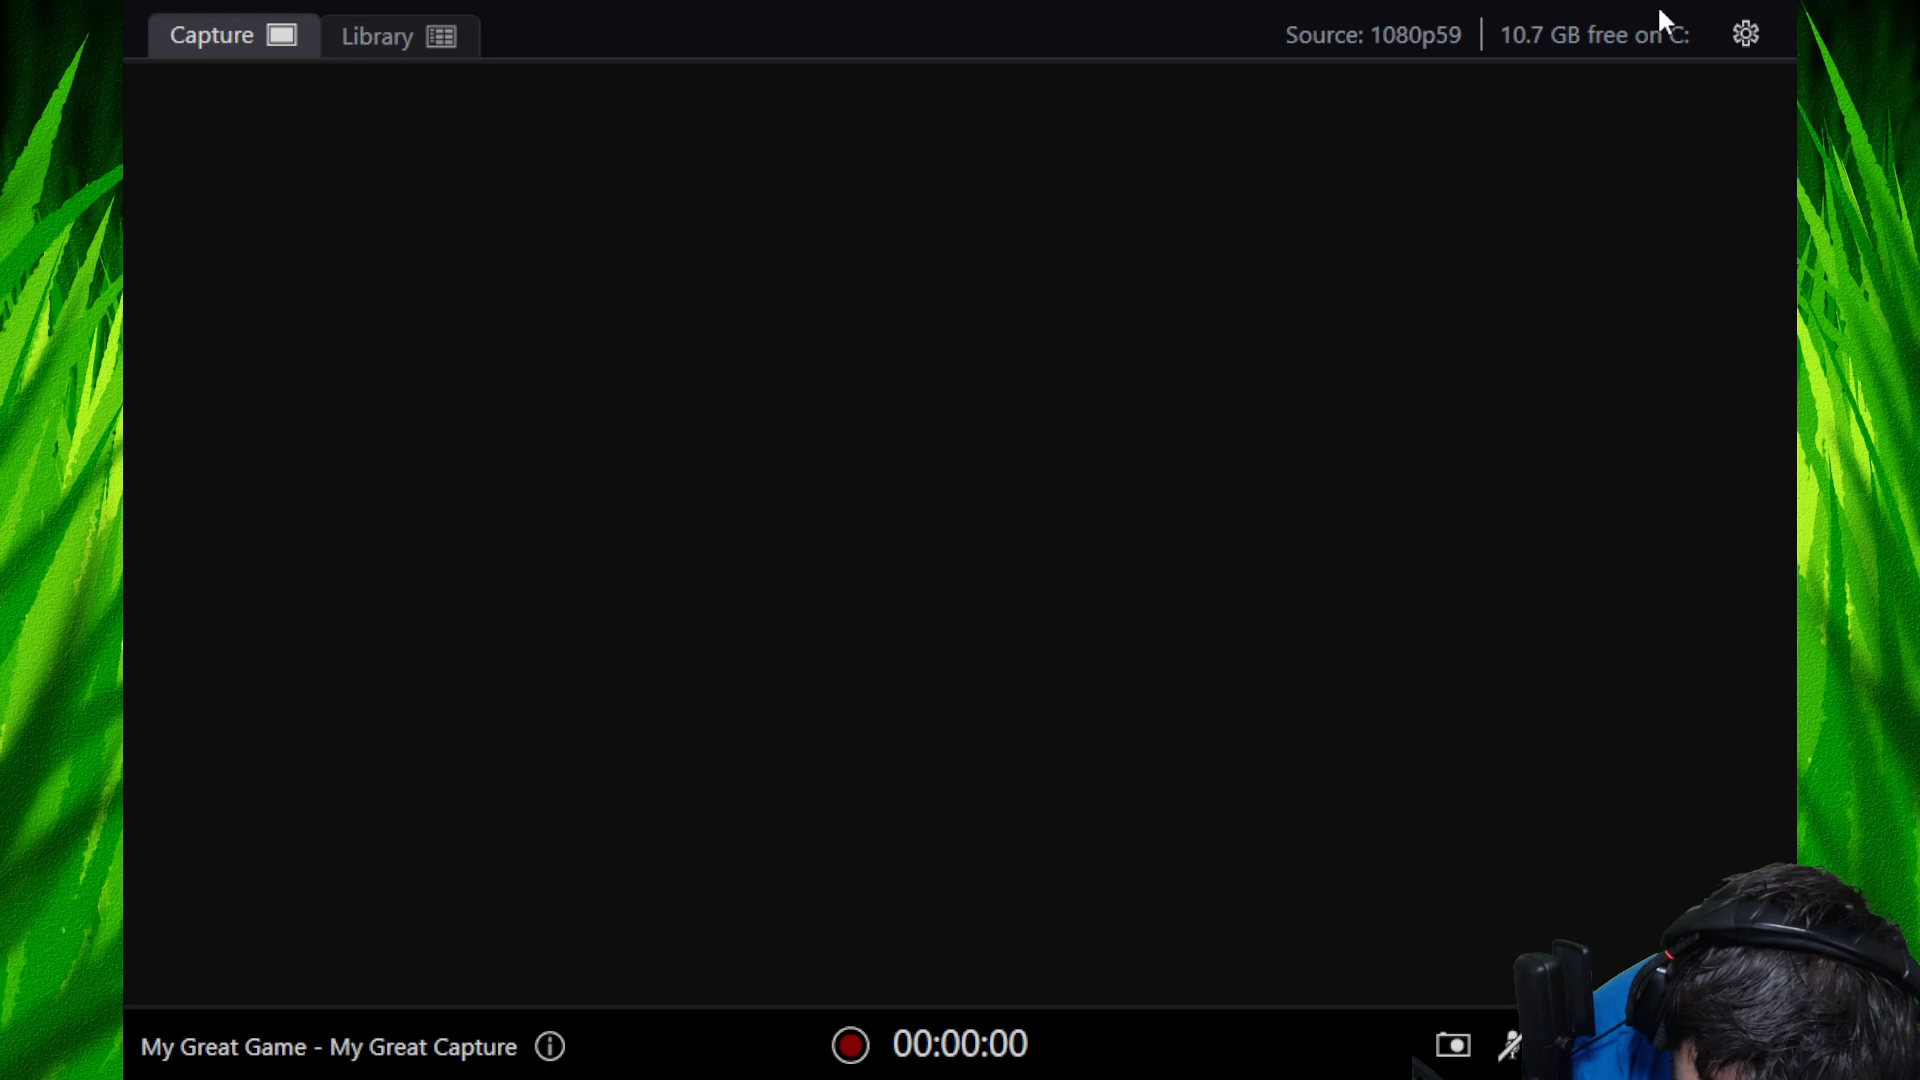 Capture
Library
Source: 1080p59
10.7 GB free on C:
My Great Game - My Great Capture
00:00:00